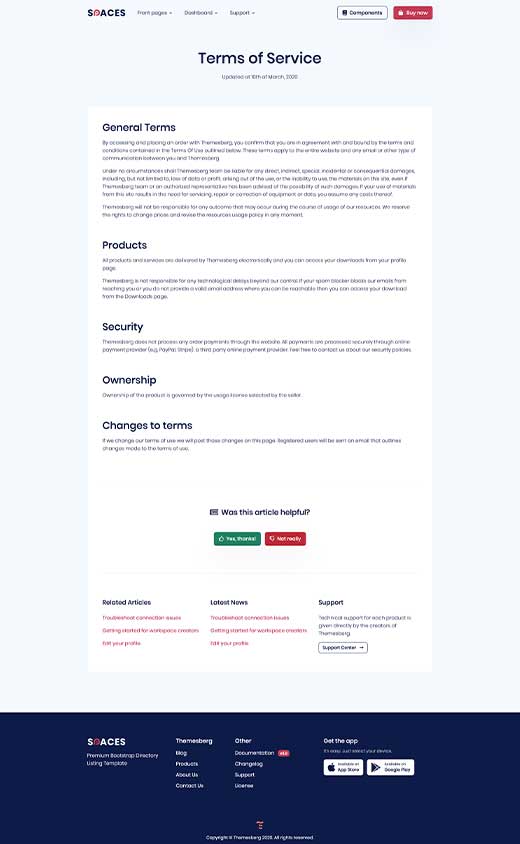 SPACES
Front pages
Dashboard
Support
Components
Buy now
Terms of Service
Updated at 16th of March, 2020
General Terms
By accessing and placing an order with Themesberg, you confirm that you are in agreement with and bound by the terms and
conditions contained in the Terms Of Use outlined below. These terms apply to the entire website and any email or other type of
communication between you and Themesberg.
Under no circumstances shall Themesberg team be liable for any direct, indirect, special, incidental or consequential damages,
including, but not limited to, loss of data or profit, arising out of the use, or the inability to use, the materials on this site, even if
Themesberg team or an authorized representative has been advised of the possibility of such damages. If your use of materials
from this site results in the need for servicing, repair or correction of equipment or data, you assume any costs thereof.
Themesberg will not be responsible for any outcome that may occur during the course of usage of our resources. We reserve
the rights to change prices and revise the resources usage policy in any moment.
Products
All products and services are delivered by Themesberg electronically and you can access your downloads from your profile
page.
Themesberg is not responsible for any technological delays beyond our control. If your spam blocker blocks our emails from
reaching you or you do not provide a valid email address where you can be reachable then you can access your download
from the Downloads page.
Security
Themesberg does not process any order payments through the website. All payments are processed securely through online
payment provider (e.g. PayPal, Stripe). a third party online payment provider. Feel free to contact us about our security policies.
Ownership
Ownership of the product is governed by the usage license selected by the seller.
Changes to terms
If we change our terms of use we will post those changes on this page. Registered users will be sent an email that outlines
changes made to the terms of use.
Was this article helpful?
Yes, thanks!
Not really
Related Articles
Troubleshoot connection issues
Getting started for workspace creators
Edit your profile
Latest News
Troubleshoot connection issues
Getting started for workspace creators
Edit your profile
Support
Technical support for each product is
given directly by the creators of
Themesberg.
Support Center
SPACES
Premium Bootstrap Directory
Listing Template
Themesberg
Blog
Products
About Us
Contact Us
Other
Documentation
Changelog
Support
License
Get the app
It's easy. Just select your device.
Available on
App Store
Available on
Google Play
Copyright © Themesberg 2020. All rights reserved.